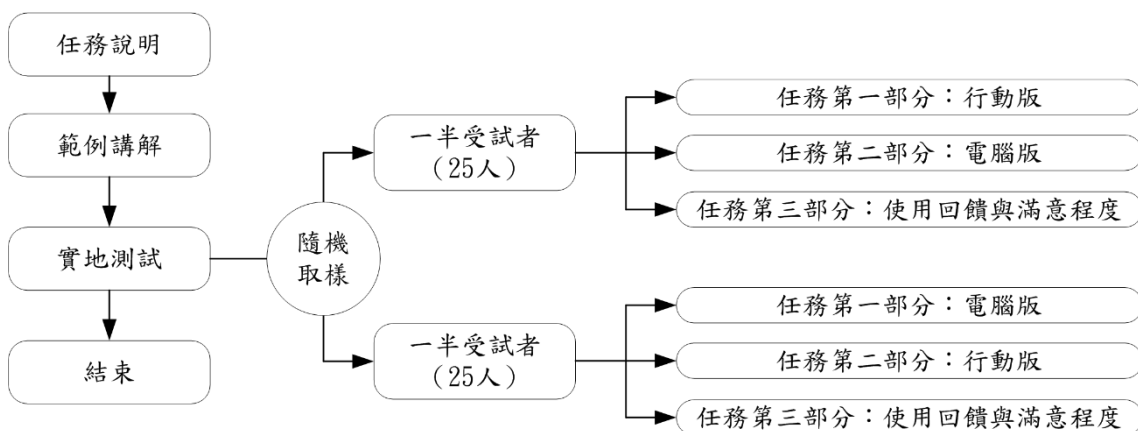 任務說明
範例講解
實地測試
結束
隨機
取樣
一半受試者
（25人）
任務第一部分：行動版
任務第二部分：電腦版
任務第三部分：使用回饋與滿意程度
一半受試者
（25人）
任務第一部分：電腦版
任務第二部分：行動版
任務第三部分：使用回饋與滿意程度